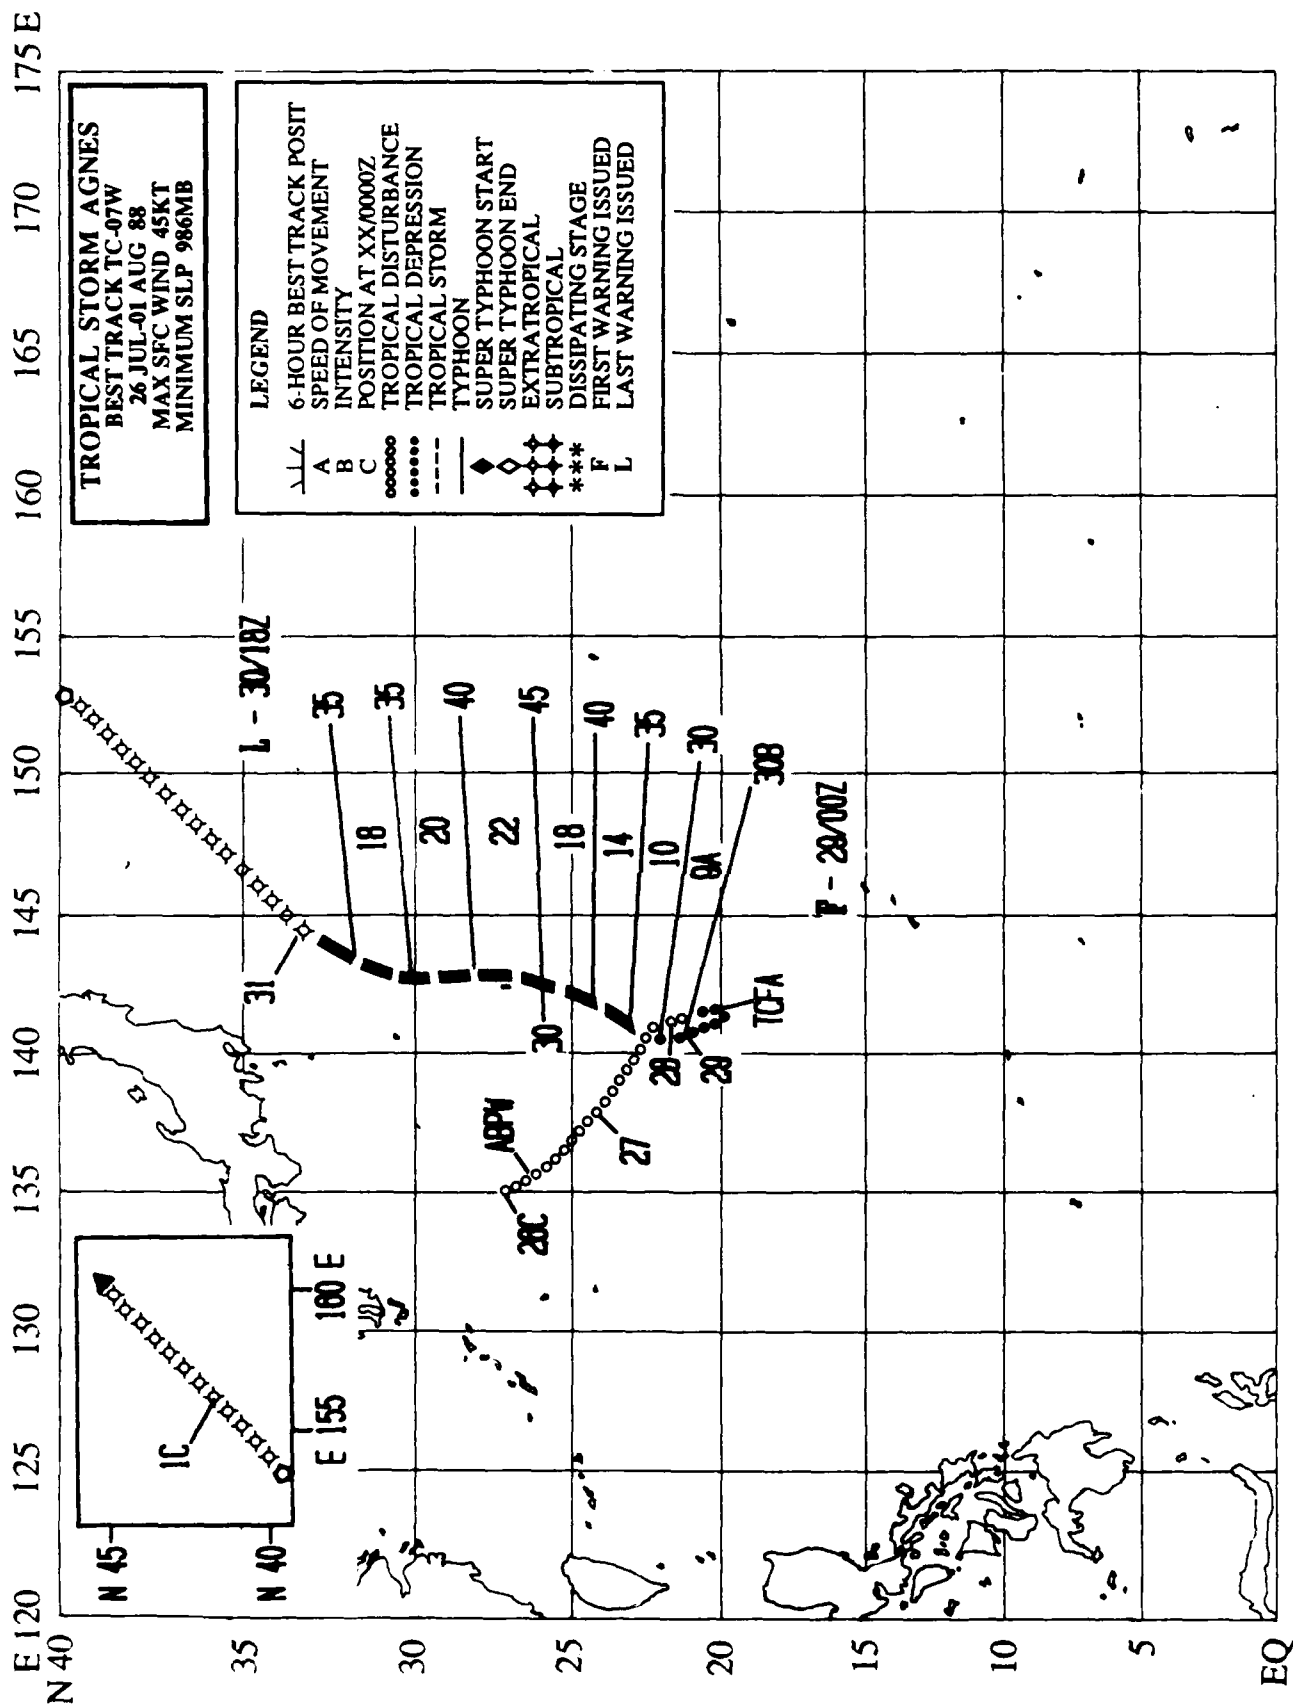 TROPICAL STORM AGNES
BEST TRACK TC-07W
26 JUL-01 AUG 88
MAX SFC WIND 45KT
MINIMUM SLP 986MB
LEGEND
6-HOUR BEST TRACK POSIT
A SPEED OF MOVEMENT
B INTENSITY
C POSITION AT XX/0000Z
TROPICAL DISTURBANCE
TROPICAL DEPRESSION
TROPICAL STORM
TYPHOON
SUPER TYPHOON START
SUPER TYPHOON END
EXTRATROPICAL
SUBTROPICAL
*** DISSIPATING STAGE
F FIRST WARNING ISSUED
L LAST WARNING ISSUED
E 120 125 130 135 140 145 150 155 160 165 170 175 E
N 40
35
30
25
20
15
10
5
EQ
N 45
N 40
E 155
160 E
1C
L - 30/18Z
31
35
35
40
45
40
35
30
30B
18
20
22
18
14
10
9A
F - 29/00Z
30
28
29
TCFA
27
ABPW
26C